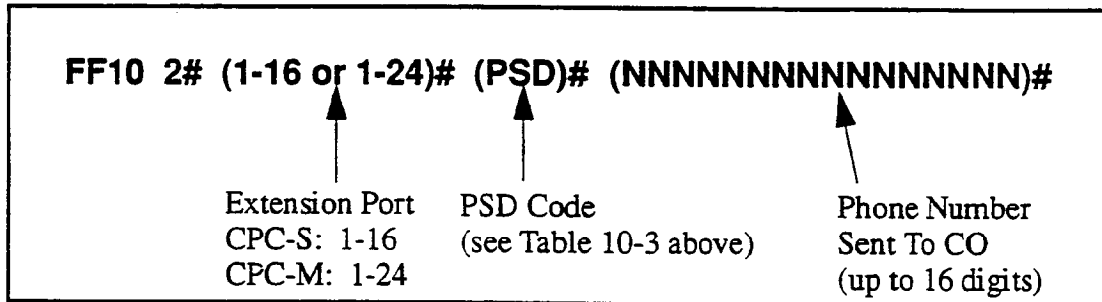 FF10 2# (1-16 or 1-24)# (PSD)# (NNNNNNNNNNNNNNNN)#
Extension Port
CPC-S: 1-16
CPC-M: 1-24
PSD Code
(see Table 10-3 above)
Phone Number
Sent To CO
(up to 16 digits)